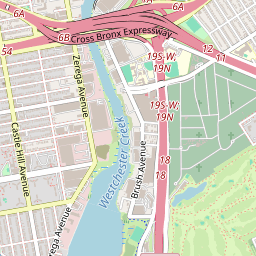 6A
6A
Cross Bronx Expressway
6B
54
12
11
19S-W;
19N
Zerega Avenue
19S-W;
19N
Castle Hill Avenue
Westchester Creek
Brush Avenue
18
18
Zerega Avenue